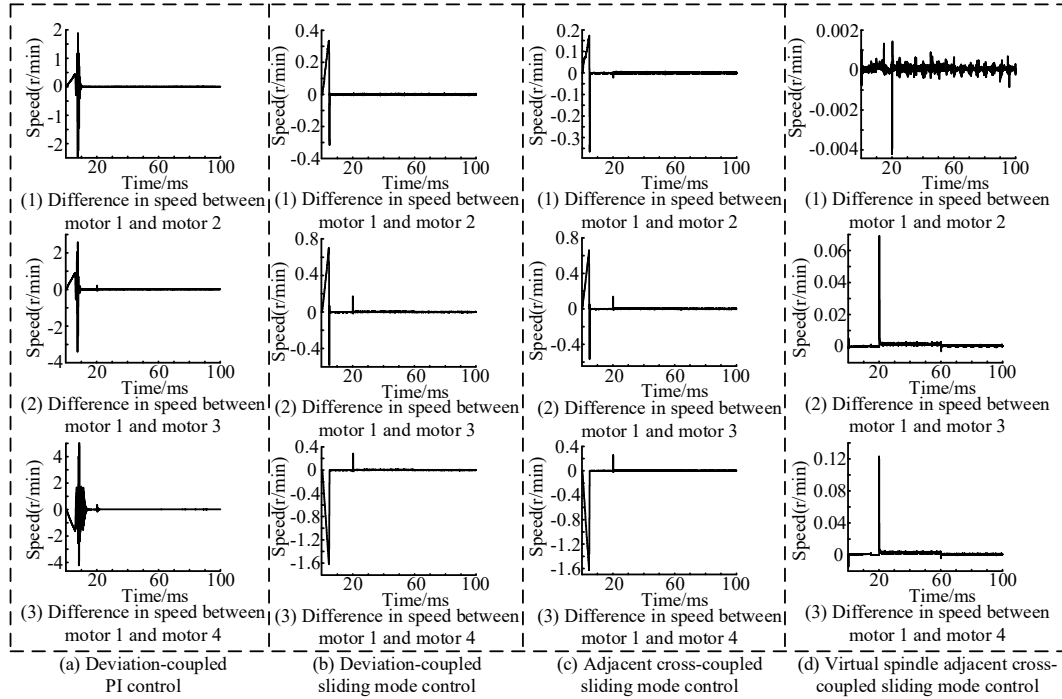 Speed(r/min)
2
1
0
-1
-2
20
60
100
Time/ms
(1) Difference in speed between
motor 1 and motor 2
Speed(r/min)
2
0
-2
-4
20
60
100
Time/ms
(2) Difference in speed between
motor 1 and motor 3
Speed(r/min)
4
2
0
-2
-4
20
60
100
Time/ms
(3) Difference in speed between
motor 1 and motor 4
(a) Deviation-coupled
PI control
Speed(r/min)
0.4
0.2
0
-0.2
-0.4
20
60
100
Time/ms
(1) Difference in speed between
motor 1 and motor 2
Speed(r/min)
0.8
0.4
0
-0.4
20
60
100
Time/ms
(2) Difference in speed between
motor 1 and motor 3
Speed(r/min)
0.4
0
-0.4
-0.8
-1.2
-1.6
20
60
100
Time/ms
(3) Difference in speed between
motor 1 and motor 4
(b) Deviation-coupled
sliding mode control
Speed(r/min)
0.2
0.1
0
-0.1
-0.2
-0.3
20
60
100
Time/ms
(1) Difference in speed between
motor 1 and motor 2
Speed(r/min)
0.8
0.4
0
-0.4
20
60
100
Time/ms
(2) Difference in speed between
motor 1 and motor 3
Speed(r/min)
0.4
0
-0.4
-0.8
-1.2
-1.6
20
60
100
Time/ms
(3) Difference in speed between
motor 1 and motor 4
(c) Adjacent cross-coupled
sliding mode control
Speed(r/min)
0.002
0
-0.002
-0.004
20
60
100
Time/ms
(1) Difference in speed between
motor 1 and motor 2
Speed(r/min)
0.06
0.04
0.02
0
20
60
100
Time/ms
(2) Difference in speed between
motor 1 and motor 3
Speed(r/min)
0.12
0.08
0.04
0
20
60
100
Time/ms
(3) Difference in speed between
motor 1 and motor 4
(d) Virtual spindle adjacent cross-
coupled sliding mode control